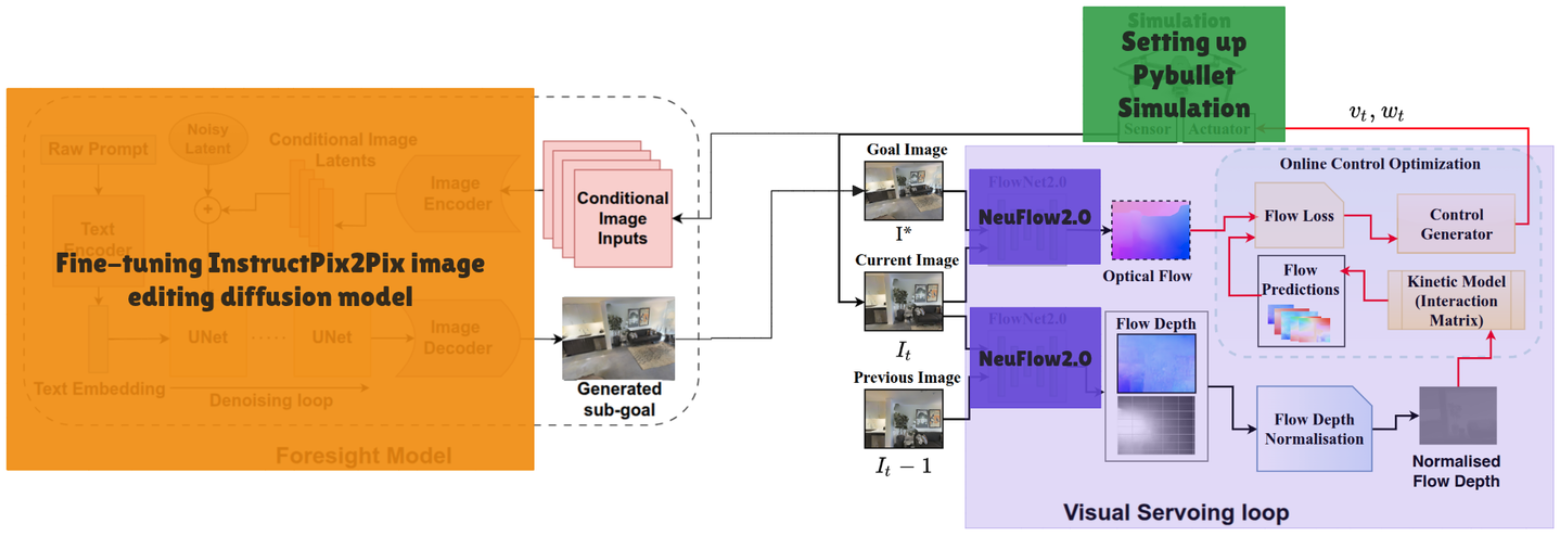 Simulation
Setting up
Pybullet
Simulation
Sensor
Actuator
v_t, w_t
Raw Prompt
Noisy
Latent
Conditional Image
Latents
Image
Encoder
Text
Encoder
+
Fine-tuning InstructPix2Pix image
editing diffusion model
UNet
.....
UNet
Image
Decoder
Text Embedding
Denoising loop
Foresight Model
Conditional
Image
Inputs
Generated
sub-goal
Goal Image
I*
Current Image
I_t
Previous Image
I_t − 1
FlowNet2.0
NeuFlow2.0
FlowNet2.0
NeuFlow2.0
Optical Flow
Flow Depth
Online Control Optimization
Flow Loss
Control
Generator
Flow
Predictions
Kinetic Model
(Interaction
Matrix)
Flow Depth
Normalisation
Normalised
Flow Depth
Visual Servoing loop